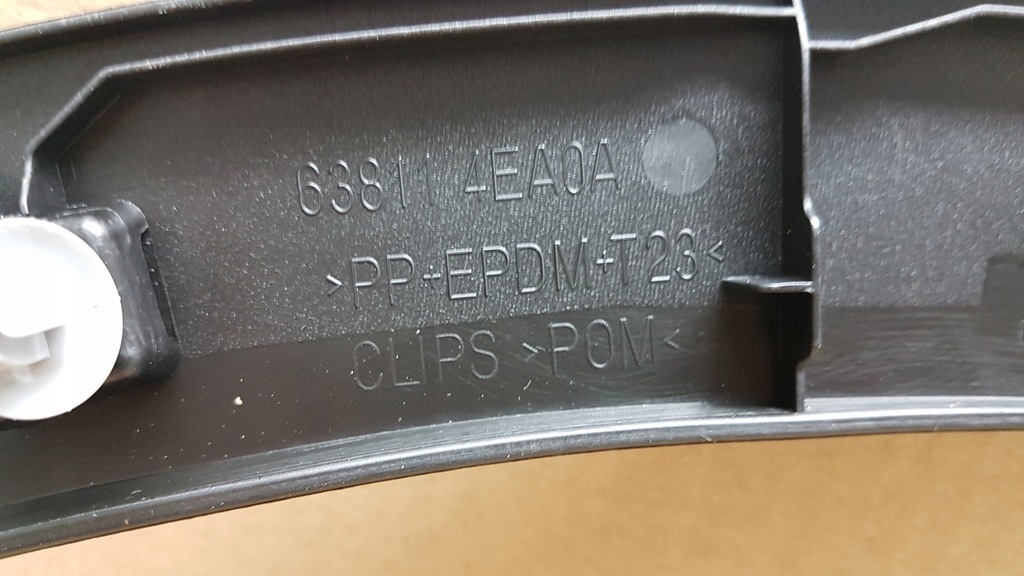 63811 4EA0A
>PP+EPDM+T23<
CLIPS >POM<